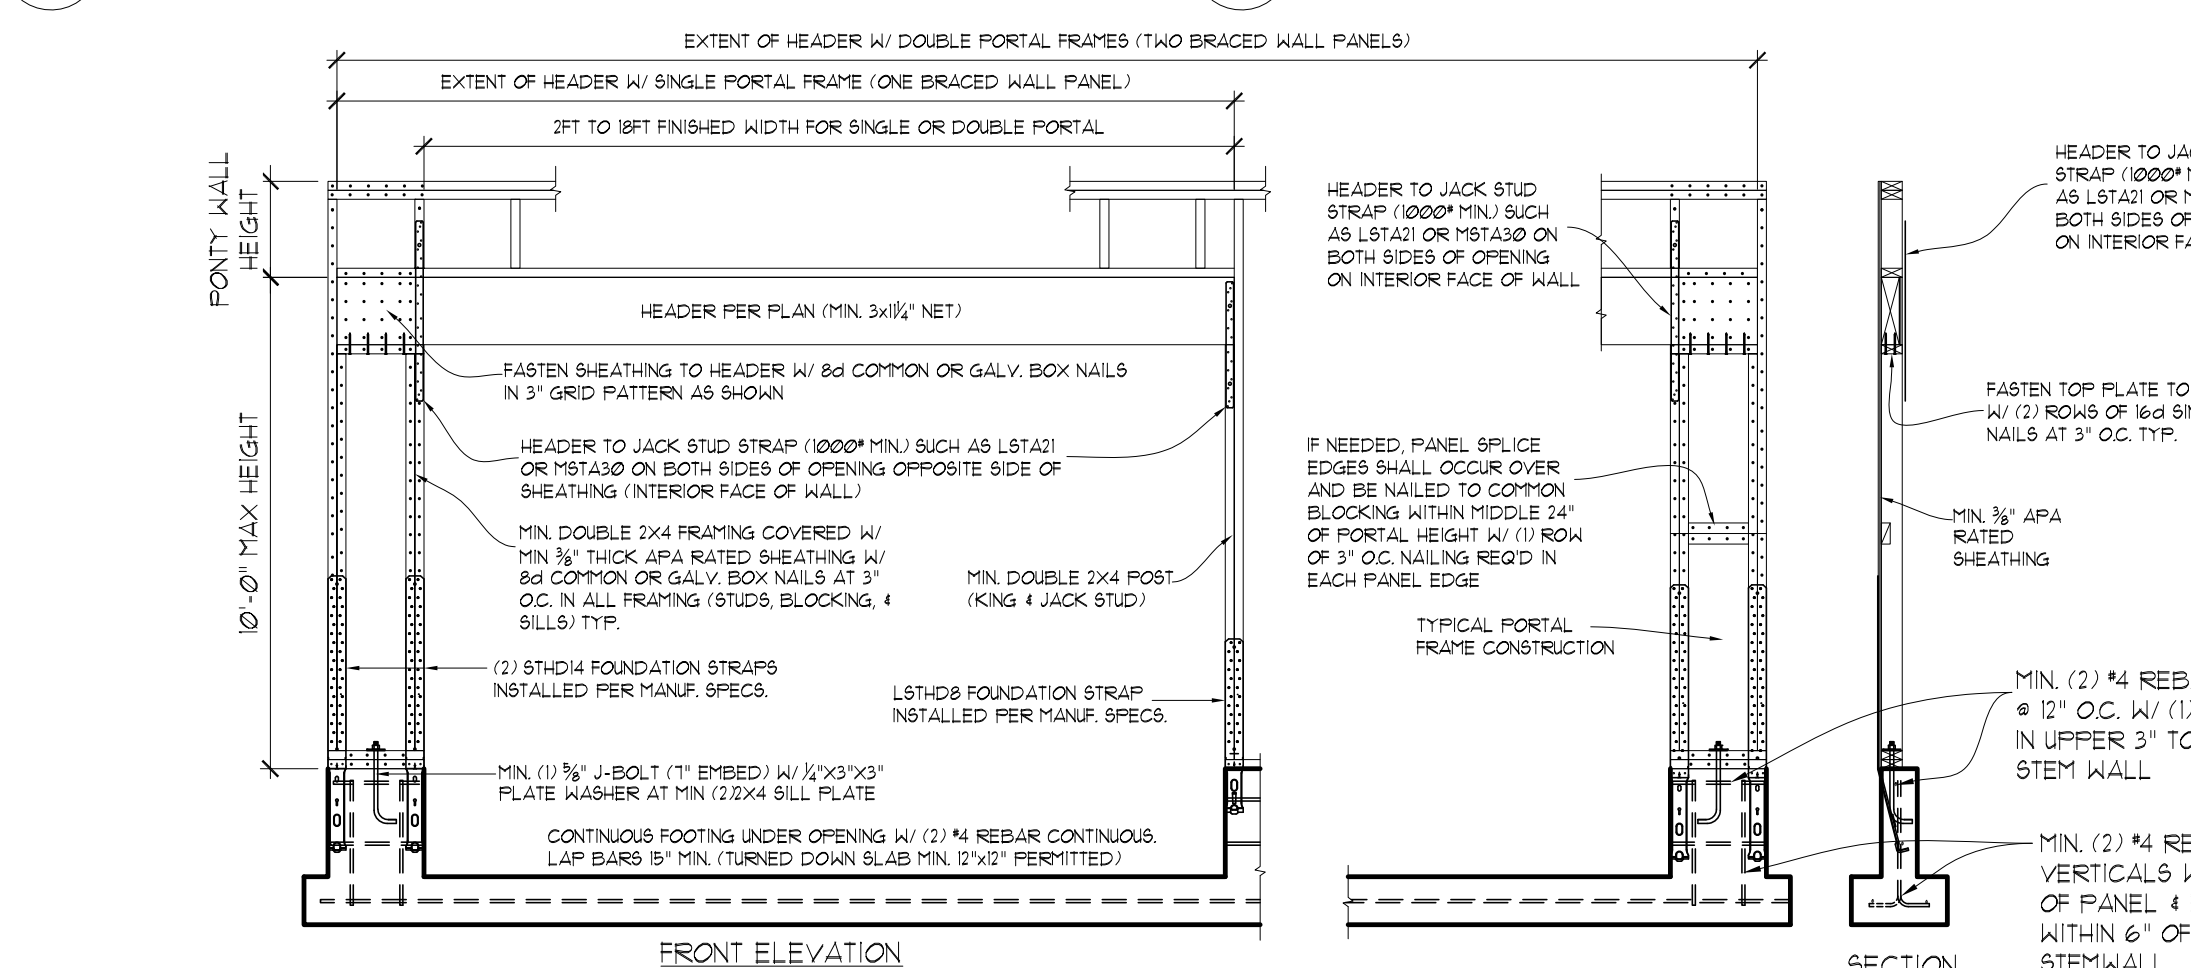 EXTENT OF HEADER W/ DOUBLE PORTAL FRAMES (TWO BRACED WALL PANELS)
EXTENT OF HEADER W/ SINGLE PORTAL FRAME (ONE BRACED WALL PANEL)
2FT TO 18FT FINISHED WIDTH FOR SINGLE OR DOUBLE PORTAL
PONTY WALL
HEIGHT
10'-0" MAX HEIGHT
HEADER PER PLAN (MIN. 3x11¼" NET)
FASTEN SHEATHING TO HEADER W/ 8d COMMON OR GALV. BOX NAILS
IN 3" GRID PATTERN AS SHOWN
HEADER TO JACK STUD STRAP (1000# MIN.) SUCH AS LSTA21
OR MSTA30 ON BOTH SIDES OF OPENING OPPOSITE SIDE OF
SHEATHING (INTERIOR FACE OF WALL)
MIN. DOUBLE 2X4 FRAMING COVERED W/
MIN ⅜" THICK APA RATED SHEATHING W/
8d COMMON OR GALV. BOX NAILS AT 3"
O.C. IN ALL FRAMING (STUDS, BLOCKING, &
SILLS) TYP.
MIN. DOUBLE 2X4 POST
(KING & JACK STUD)
(2) STHD14 FOUNDATION STRAPS
INSTALLED PER MANUF. SPECS.
LSTHD8 FOUNDATION STRAP
INSTALLED PER MANUF. SPECS.
MIN. (1) ⅝" J-BOLT (7" EMBED) W/ ¼"X3"X3"
PLATE WASHER AT MIN (2)2X4 SILL PLATE
CONTINUOUS FOOTING UNDER OPENING W/ (2) #4 REBAR CONTINUOUS.
LAP BARS 15" MIN. (TURNED DOWN SLAB MIN. 12"x12" PERMITTED)
FRONT ELEVATION
HEADER TO JACK STUD
STRAP (1000# MIN.) SUCH
AS LSTA21 OR MSTA30 ON
BOTH SIDES OF OPENING
ON INTERIOR FACE OF WALL
IF NEEDED, PANEL SPLICE
EDGES SHALL OCCUR OVER
AND BE NAILED TO COMMON
BLOCKING WITHIN MIDDLE 24"
OF PORTAL HEIGHT W/ (1) ROW
OF 3" O.C. NAILING REQ'D IN
EACH PANEL EDGE
TYPICAL PORTAL
FRAME CONSTRUCTION
HEADER TO
STRAP (1000#
AS LSTA21 OR
BOTH SIDES OF
ON INTERIOR
FASTEN TOP PLATE TO
W/ (2) ROWS OF 16d
NAILS AT 3" O.C. TYP.
MIN. ⅜" APA
RATED
SHEATHING
MIN. (2) #4
@ 12" O.C. W/
IN UPPER 3"
STEM WALL
MIN. (2) #4
VERTICALS
OF PANEL &
WITHIN 6" OF
STEMWALL
SECTION